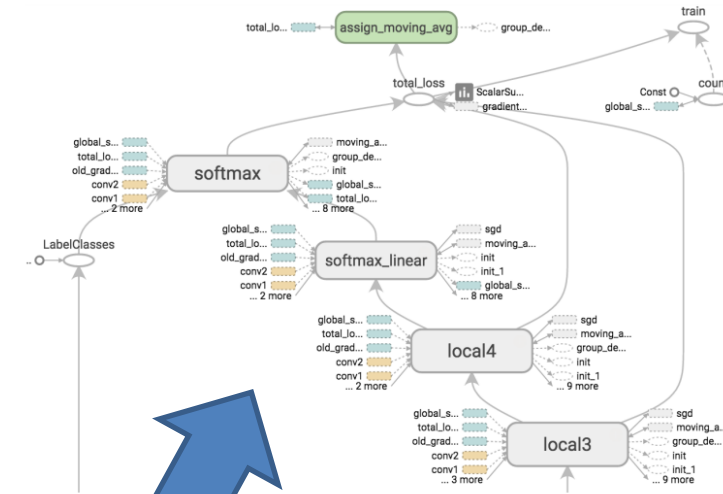 train
total_lo...
assign_moving_avg
group_de...
total_loss
ScalarSu...
gradient...
Const
coun
global_s...
global_s...
total_lo...
old_grad...
conv2
conv1
... 2 more
softmax
moving_a...
group_de...
init
global_s...
total_lo...
... 8 more
LabelClasses
..
global_s...
total_lo...
old_grad...
conv2
conv1
... 2 more
softmax_linear
sgd
moving_a...
init
init_1
global_s...
... 8 more
global_s...
total_lo...
old_grad...
conv2
conv1
... 2 more
local4
sgd
moving_a...
group_de...
init
init_1
... 9 more
global_s...
total_lo...
old_grad...
conv2
conv1
... 3 more
local3
sgd
moving_a...
group_de...
init
init_1
... 9 more